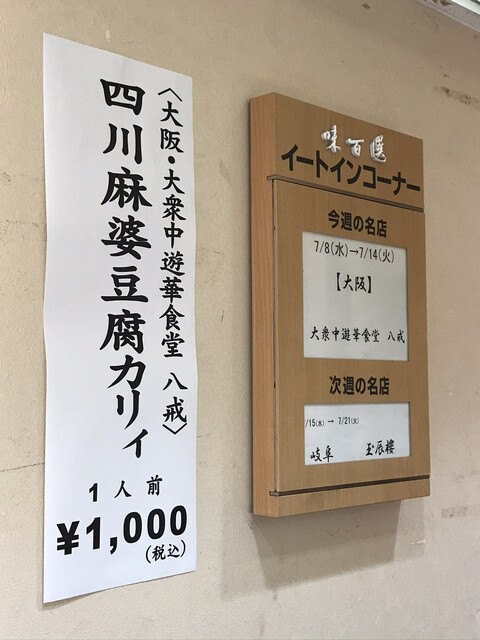 〈大阪・大衆中遊華食堂 八戒〉
四川麻婆豆腐カリィ
1人前
¥1,000
(税込)
味百選
イートインコーナー
今週の名店
7/8(水)→7/14(火)
【大阪】
大衆中遊華食堂 八戒
次週の名店
/15(水) → 7/21(火)
岐阜 玉辰樓